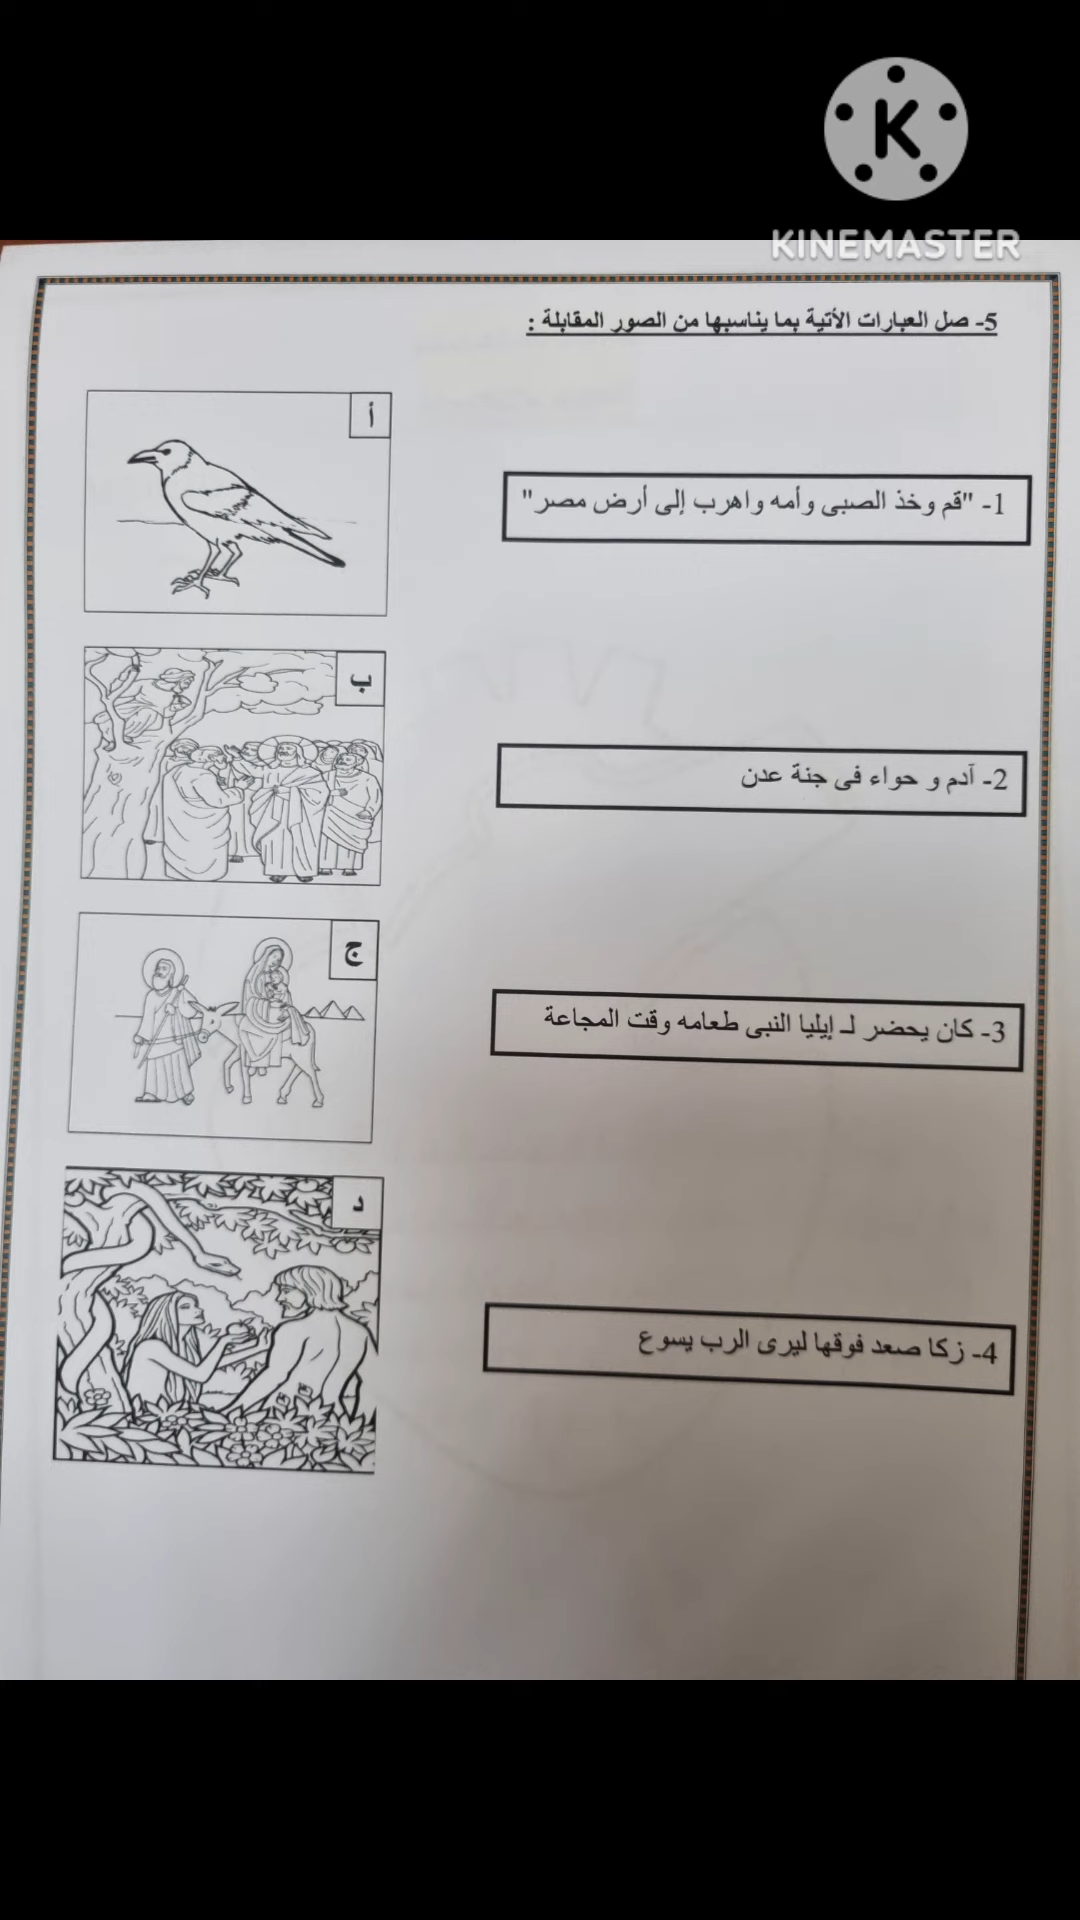 K
KINEMASTER
5- صل العبارات الأتية بما يناسبها من الصور المقابلة :
أ
1- "قم وخذ الصبى وأمه واهرب إلى أرض مصر"
ب
2- آدم و حواء فى جنة عدن
ج
3- كان يحضر لـ إيليا النبى طعامه وقت المجاعة
د
4- زكا صعد فوقها ليرى الرب يسوع